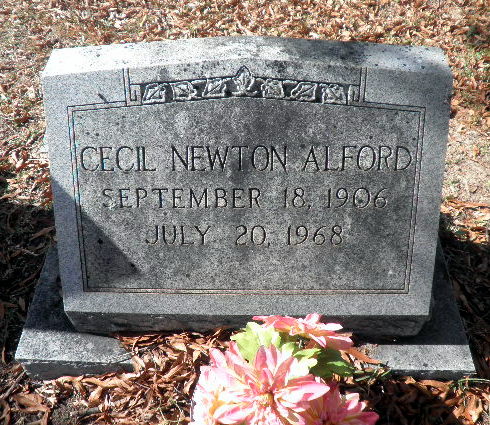 CECIL NEWTON ALFORD
SEPTEMBER 18, 1906
JULY 20, 1968